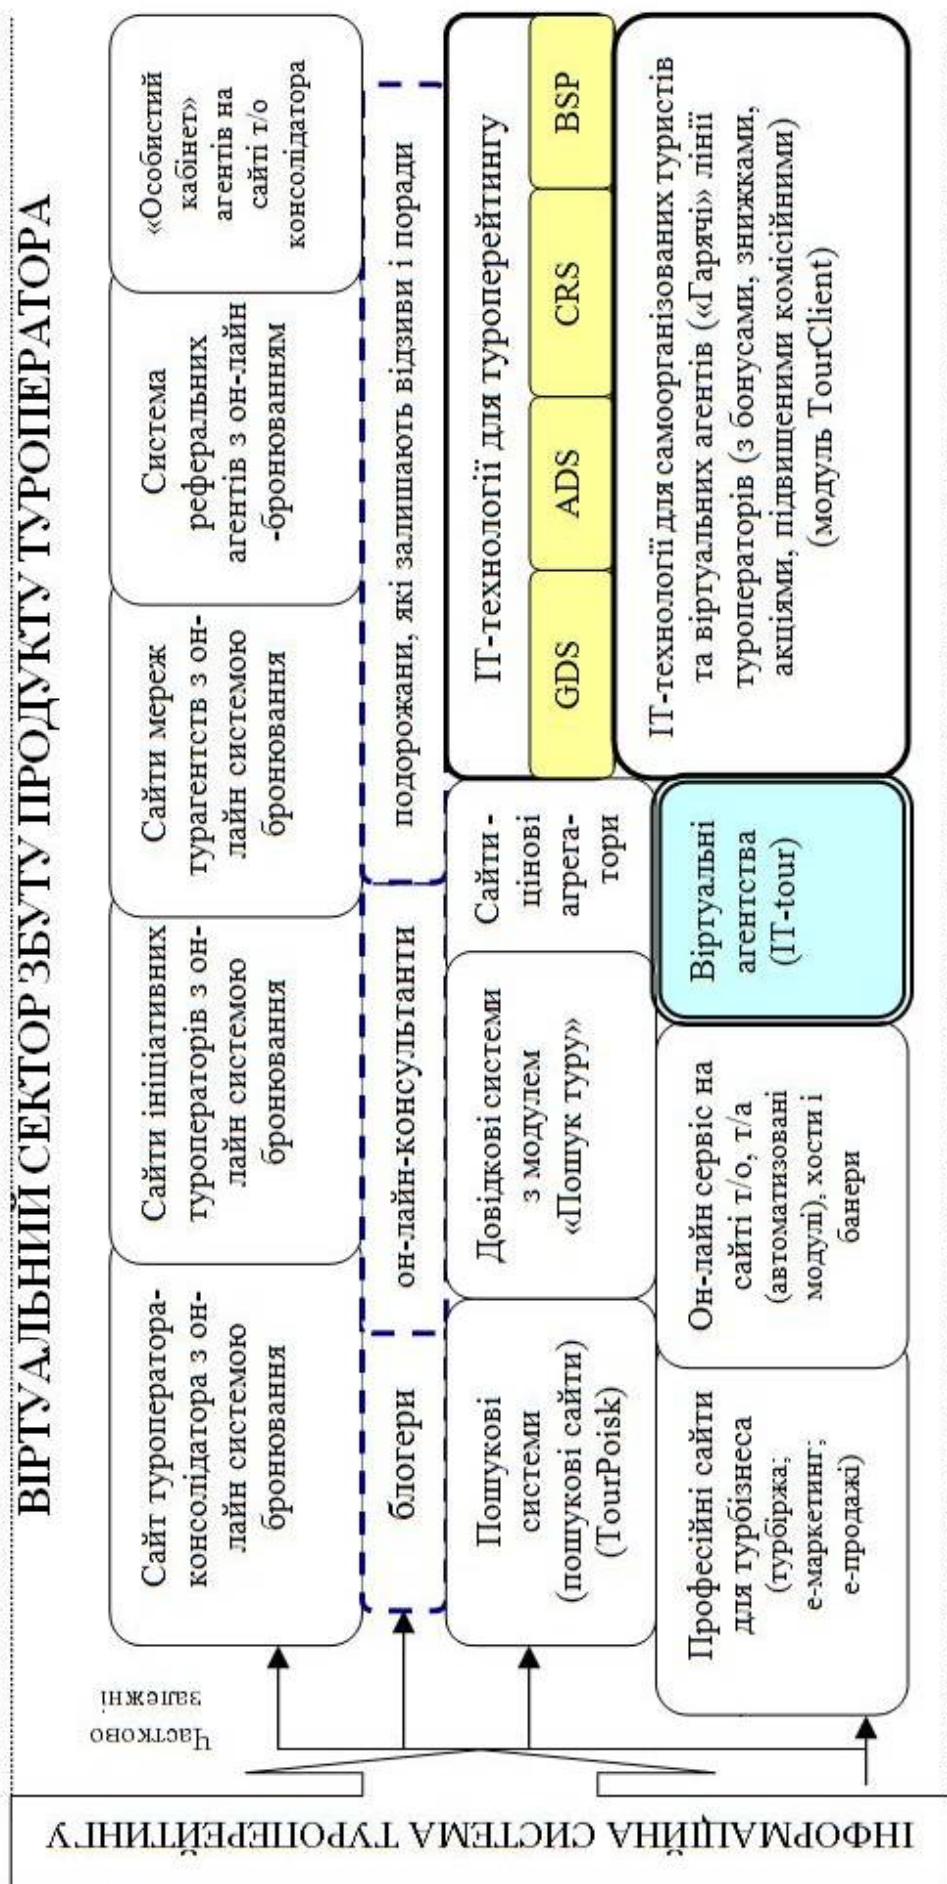 ВІРТУАЛЬНИЙ СЕКТОР ЗБУТУ ПРОДУКТУ ТУРОПЕРАТОРА
ІНФОРМАЦІЙНА СИСТЕМА ТУРОПЕРЕЙТИНГУ
Частково
залежні
Сайт туроператора-
консолідатора з он-
лайн системою
бронювання
Сайти ініціативних
туроператорів з он-
лайн системою
бронювання
Сайти мереж
турагентств з он-
лайн системою
бронювання
Система
реферальних
агентів з он-лайн
-бронюванням
«Особистий
кабінет»
агентів на
сайті т/о
консолідатора
блогери
он-лайн-консультанти
подорожани, які залишають відзиви і поради
Пошукові
системи
(пошукові сайти)
(TourPoisk)
Довідкові системи
з модулем
«Пошук туру»
Сайти -
цінові
агрега-
тори
ІТ-технології для туроперейтингу
GDS
ADS
CRS
BSP
Професійні сайти
для турбізнеса
(турбіржа;
е-маркетинг;
е-продажі)
Он-лайн сервіс на
сайті т/о, т/а
(автоматизовані
модулі), хости і
банери
Віртуальні
агентства
(IT-tour)
ІТ-технології для самоорганізованих туристів
та віртуальних агентів («Гарячі» лінії
туроператорів (з бонусами, знижками,
акціями, підвищеними комісійними)
(модуль TourClient)